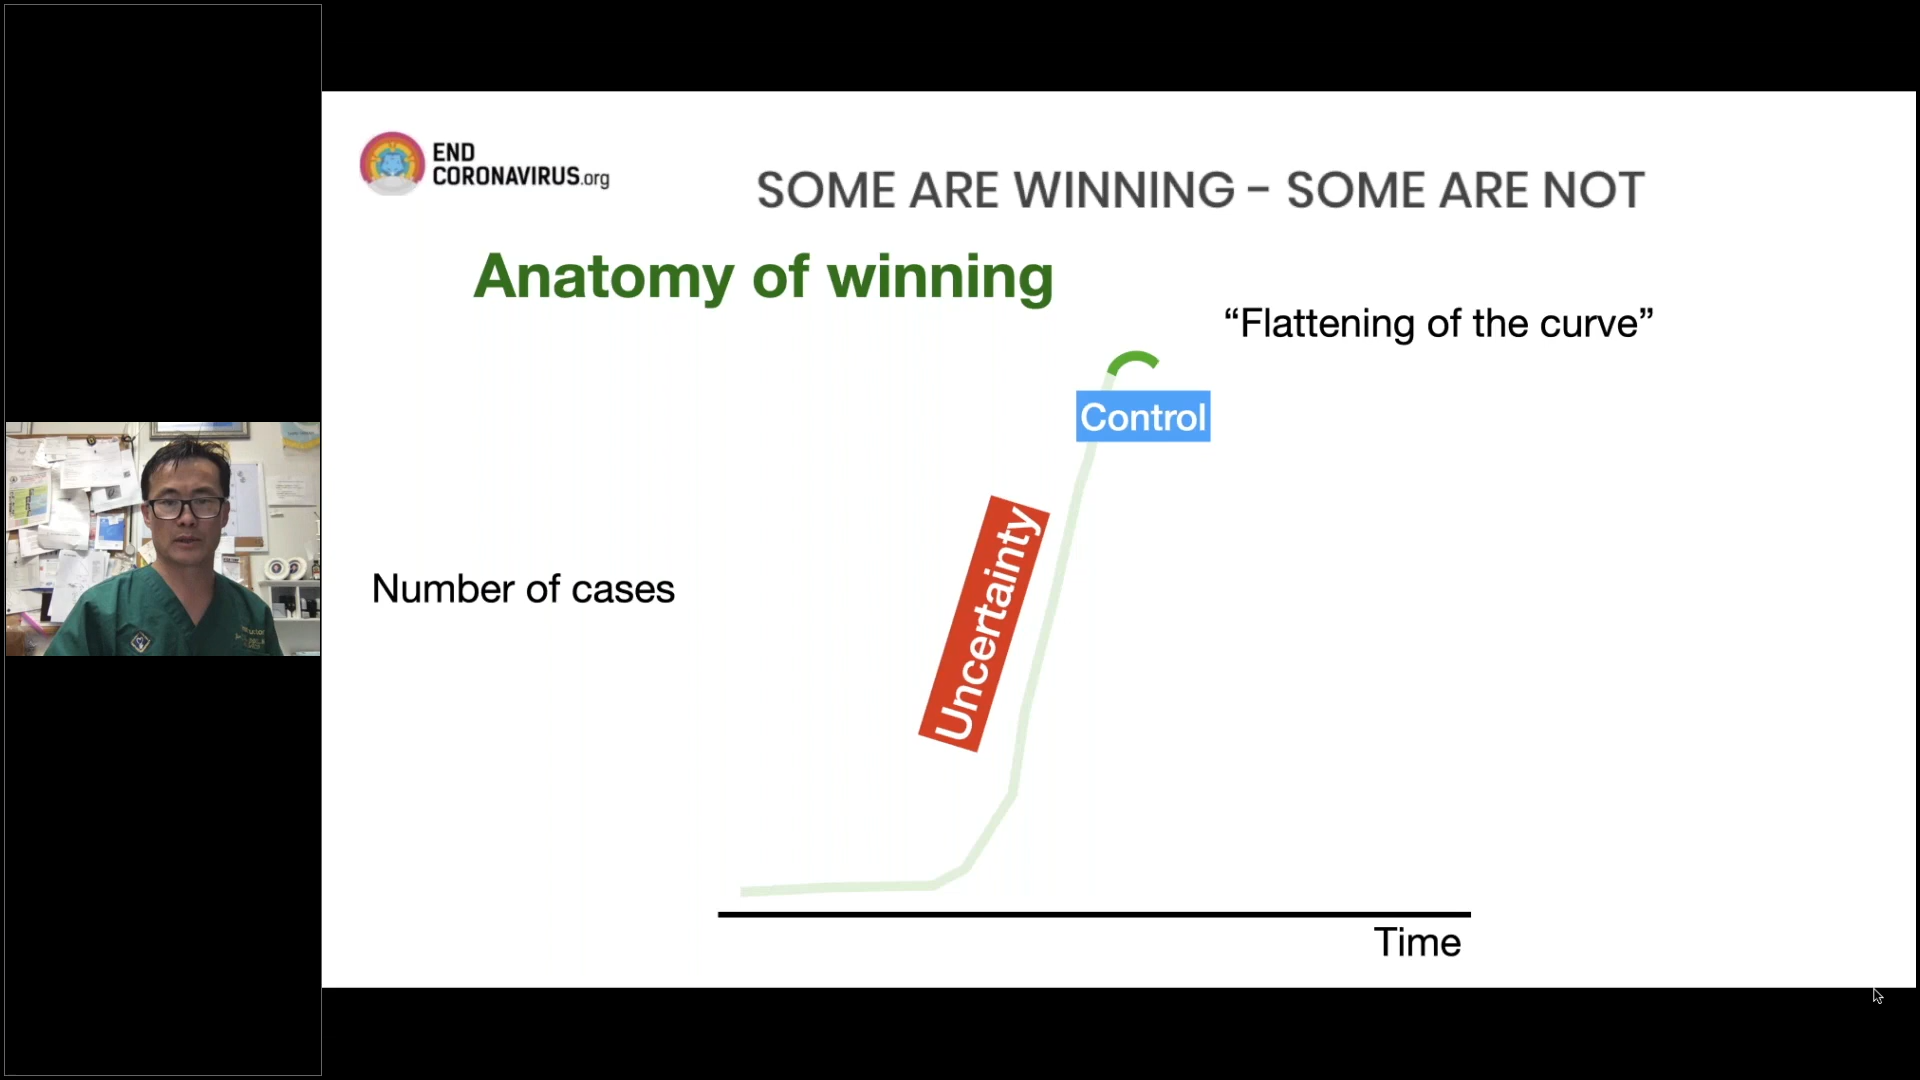 END
CORONAVIRUS.org
SOME ARE WINNING – SOME ARE NOT
Anatomy of winning
“Flattening of the curve”
Control
Uncertainty
Number of cases
Time